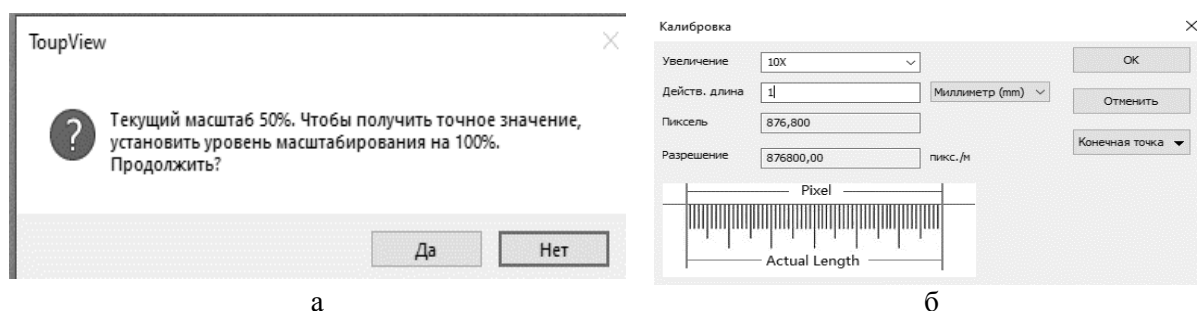 ToupView
Текущий масштаб 50%. Чтобы получить точное значение,
установить уровень масштабирования на 100%.
Продолжить?
Да
Нет
а
Калибровка
Увеличение 10X
OK
Действ. длина 1 Миллиметр (mm)
Отменить
Пиксель 876,800
Конечная точка
Разрешение 876800,00 пикс./м
Pixel
Actual Length
б